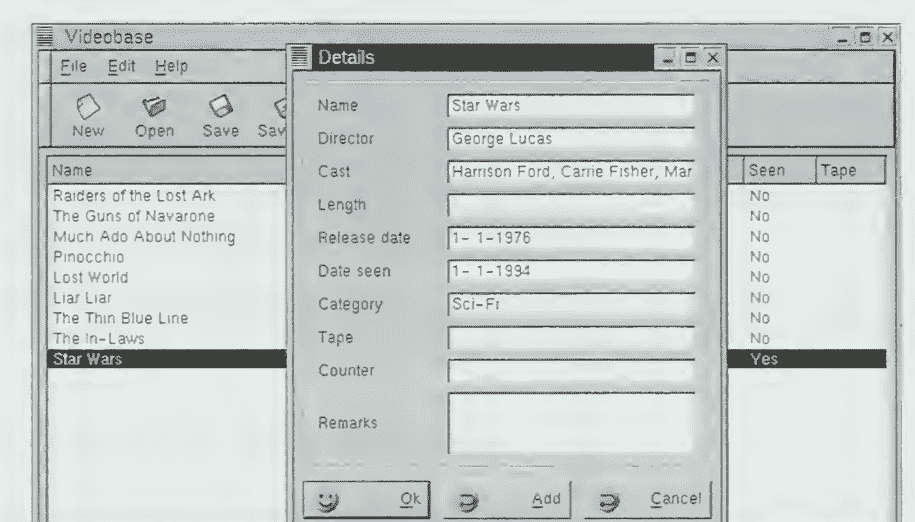 Videobase
File Edit Help
New Open Save Sav
Name Seen Tape
Raiders of the Lost Ark No
The Guns of Navarone No
Much Ado About Nothing No
Pinocchio No
Lost World No
Liar Liar No
The Thin Blue Line No
The In-Laws No
Star Wars Yes
Details
Name Star Wars
Director George Lucas
Cast Harrison Ford, Carrie Fisher, Mar
Length
Release date 1- 1-1976
Date seen 1- 1-1994
Category Sci-Fi
Tape
Counter
Remarks
Ok Add Cancel